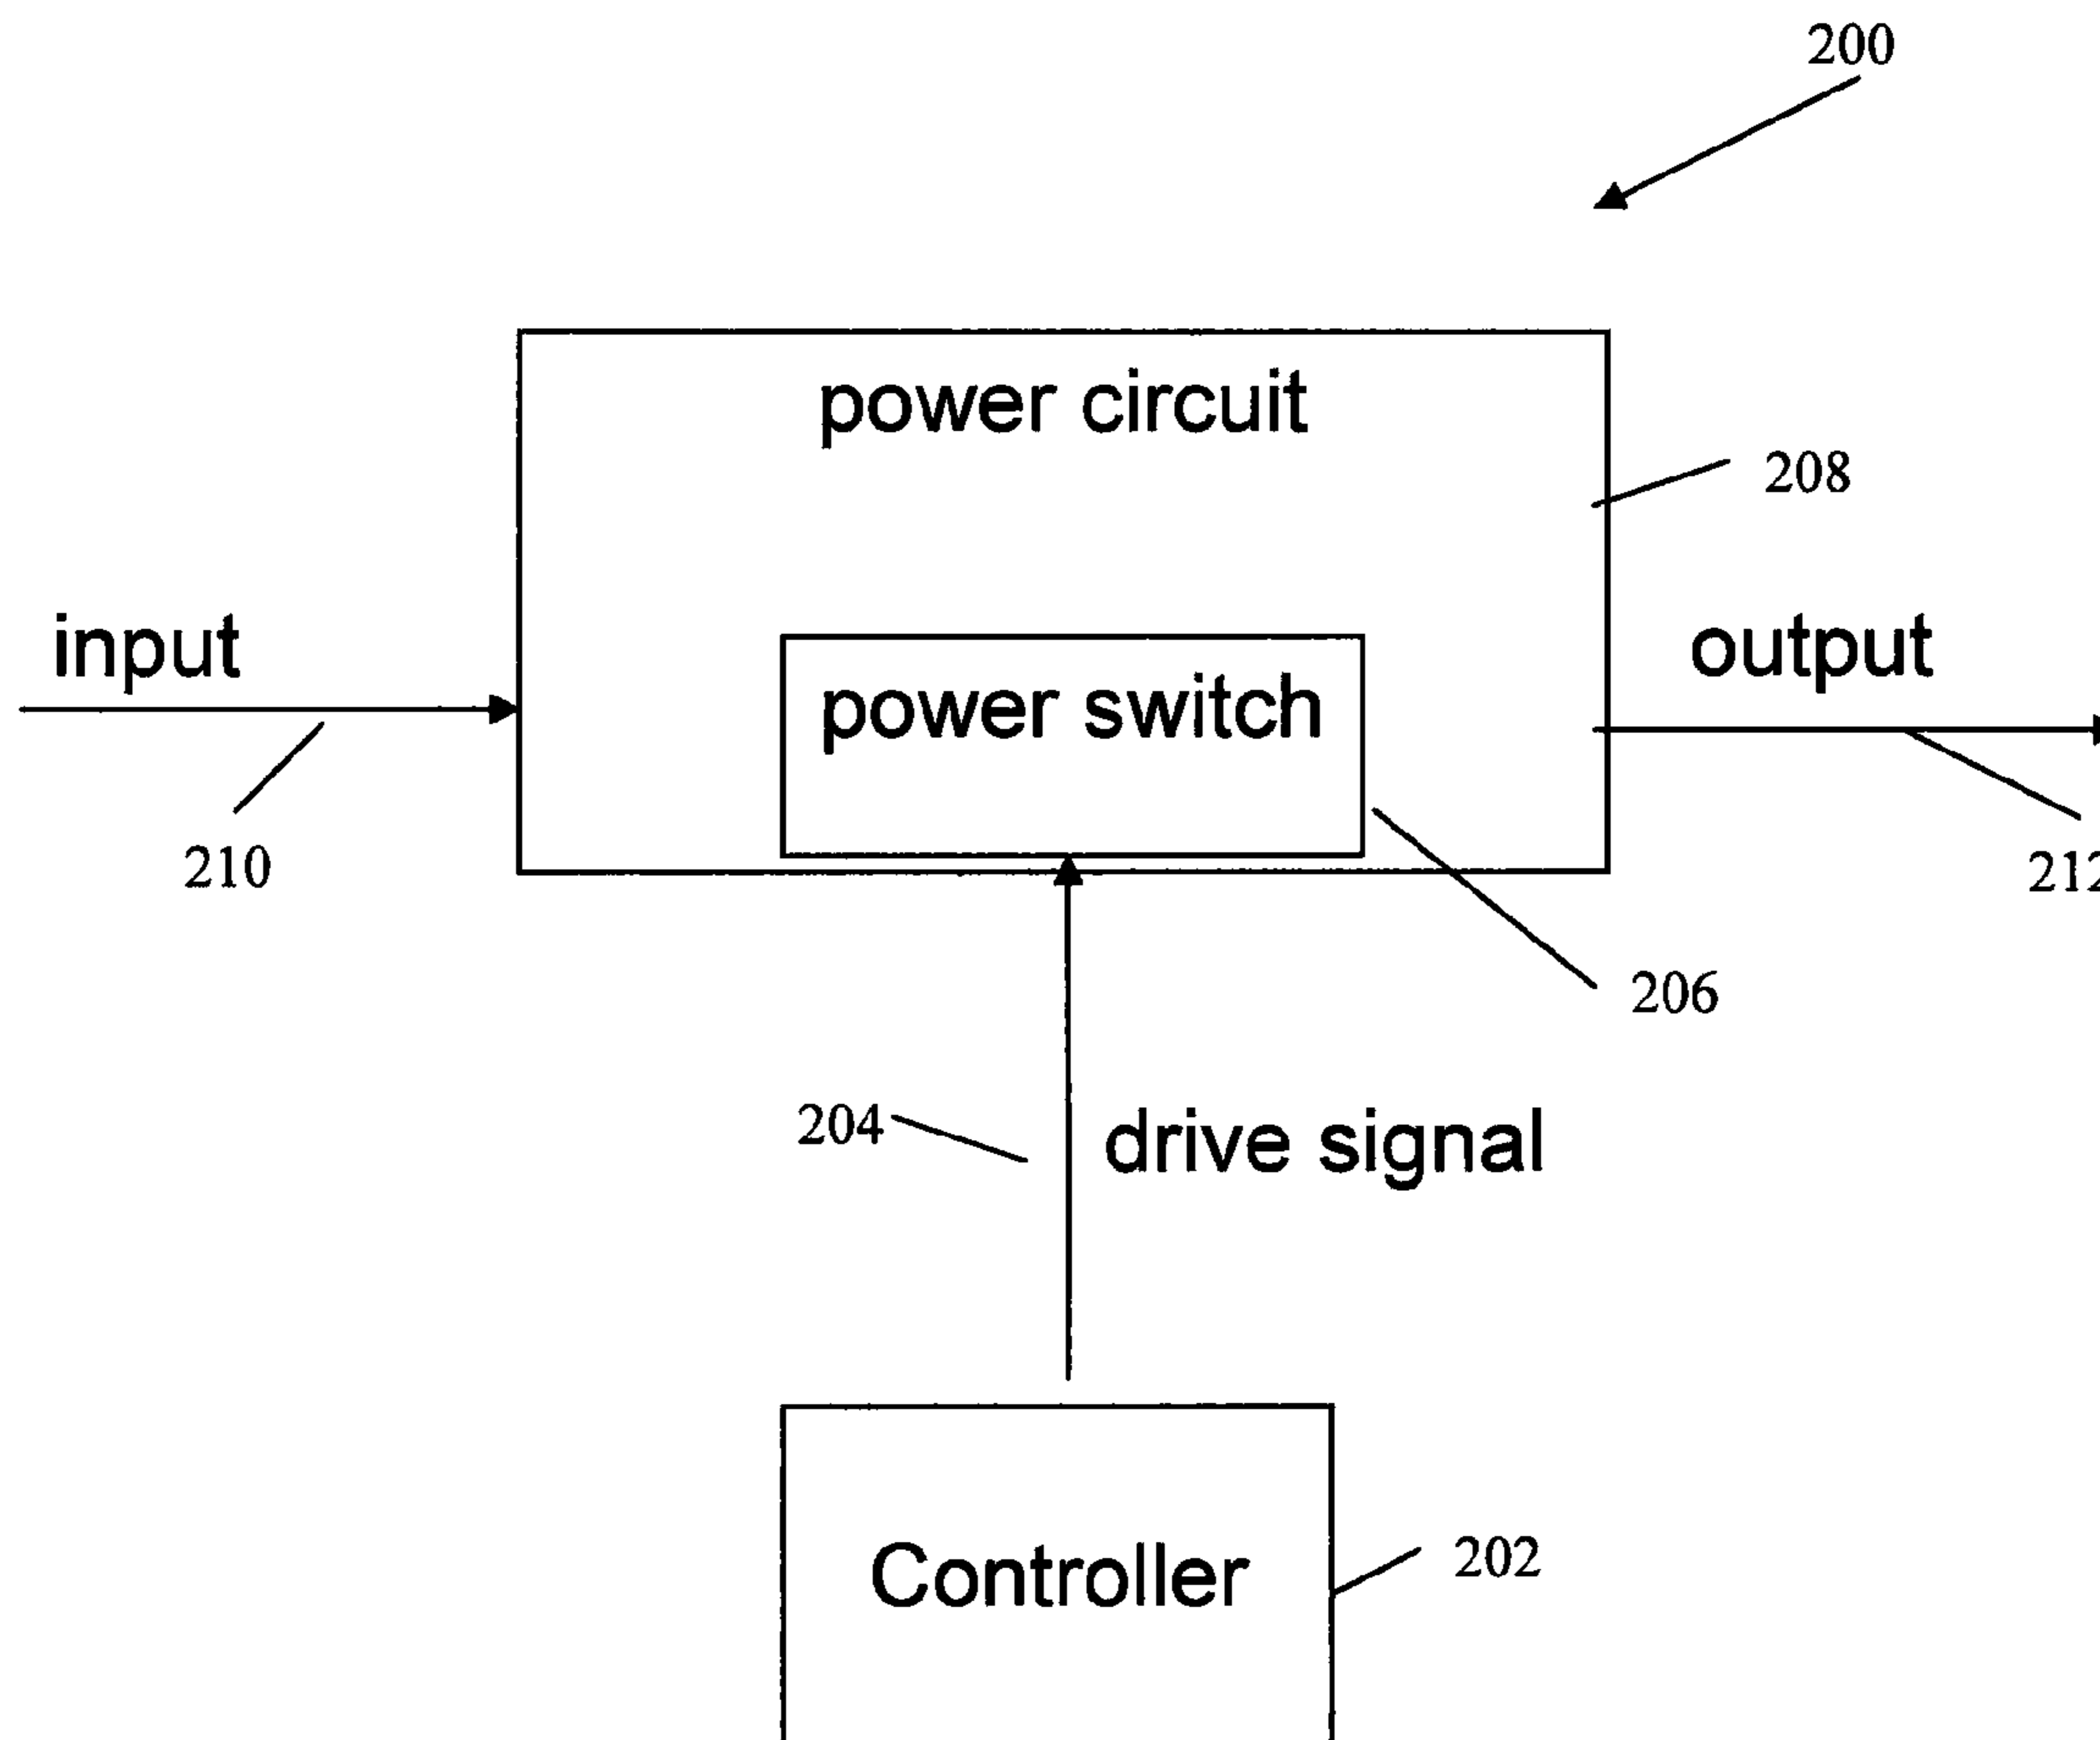 200
power circuit
208
input
output
power switch
210
212
206
204
drive signal
Controller
202